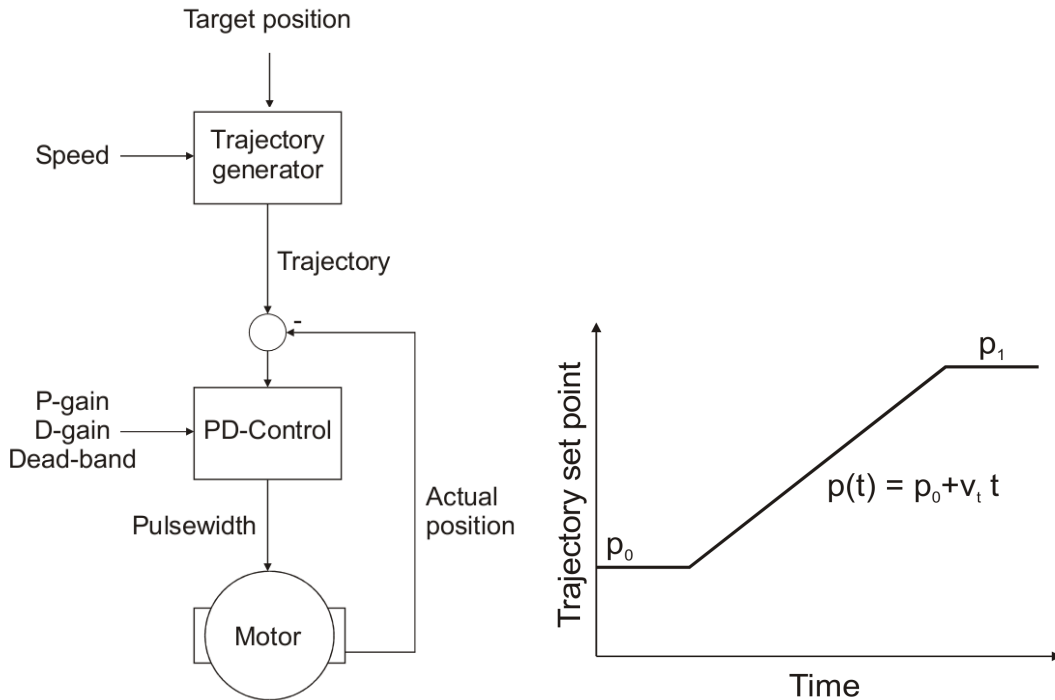 Target position
Speed
Trajectory
generator
Trajectory
-
P-gain
D-gain
Dead-band
PD-Control
Pulsewidth
Actual
position
Motor
Trajectory set point
p₀
p(t) = p₀+vₜ t
p₁
Time